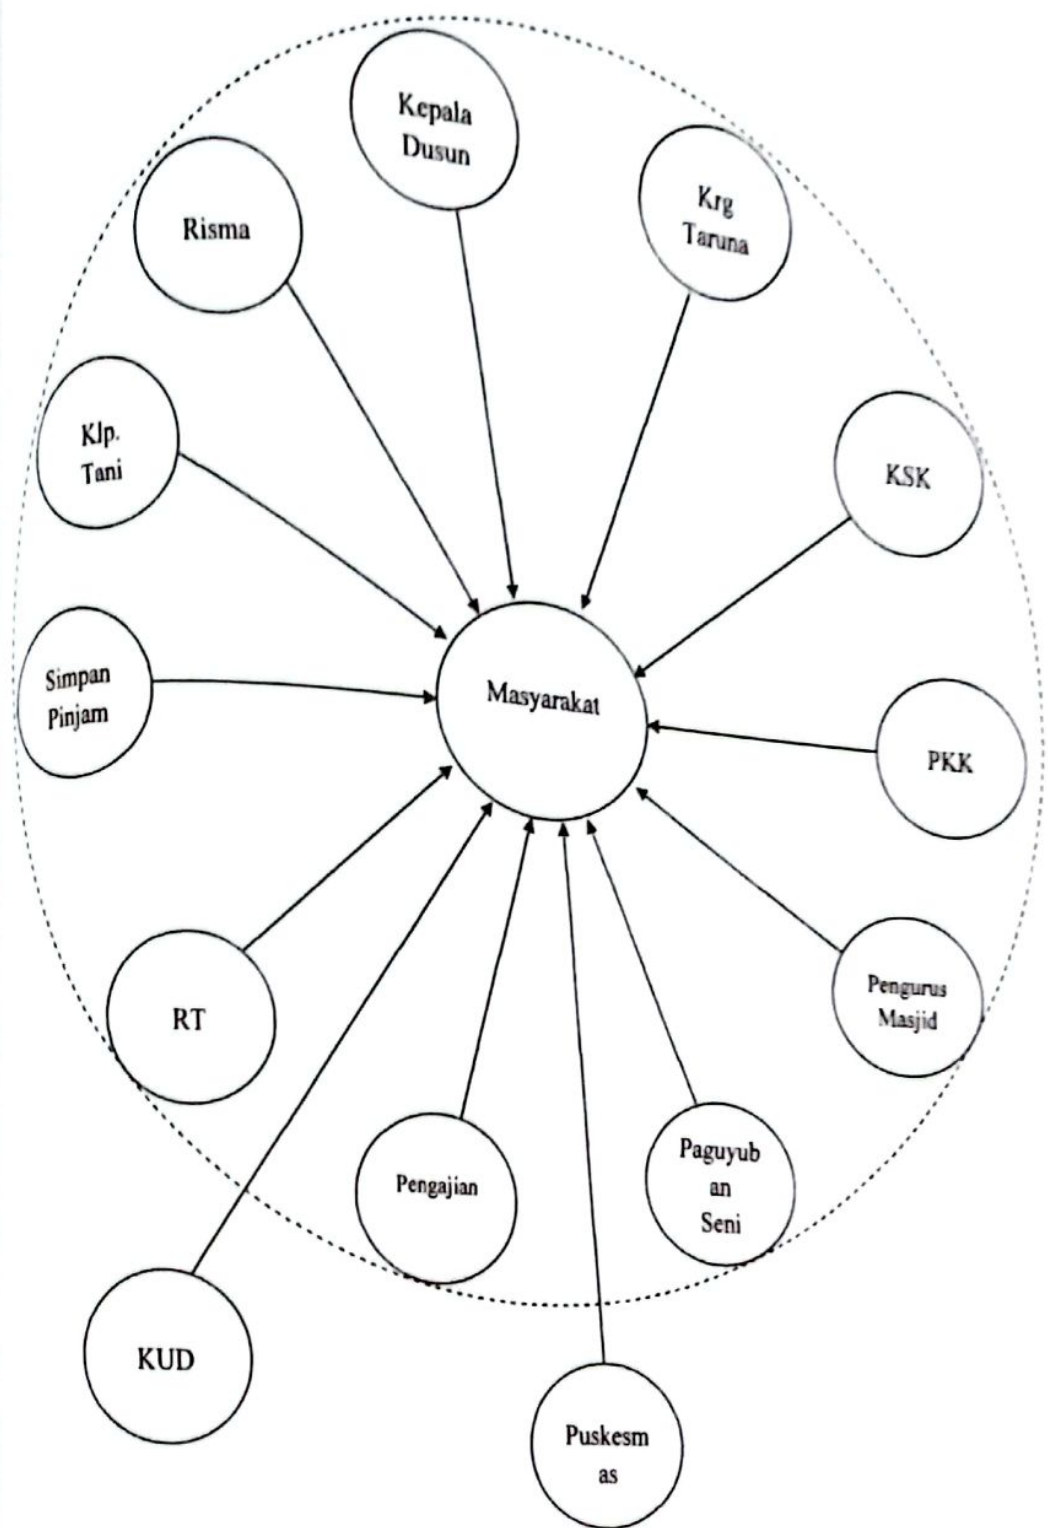 Kepala
Dusun
Krg
Taruna
Risma
Klp.
Tani
KSK
Simpan
Pinjam
Masyarakat
PKK
Pengurus
Masjid
RT
Pengajian
Paguyub
an
Seni
KUD
Puskesm
as